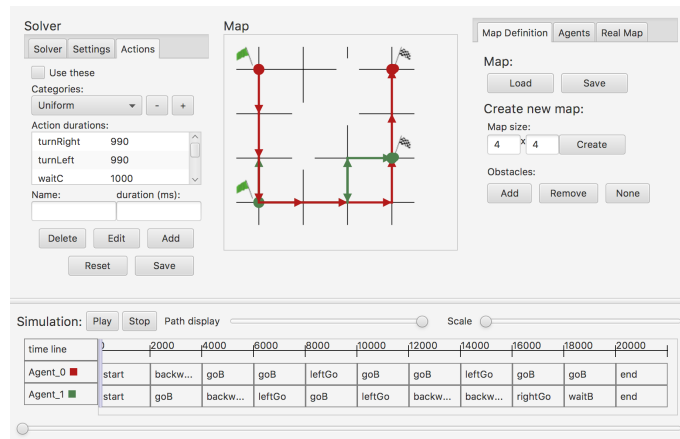 Solver
Map
Solver Settings Actions
Map Definition Agents Real Map
Use these
Categories:
Uniform - +
Action durations:
turnRight 990
turnLeft 990
waitC 1000
Name: duration (ms):
Delete Edit Add
Reset Save
Map:
Load Save
Create new map:
Map size:
4 x 4 Create
Obstacles:
Add Remove None
Simulation: Play Stop Path display Scale
time line 0 2000 4000 6000 8000 10000 12000 14000 16000 18000 20000
Agent_0 start backw... goB goB leftGo goB goB leftGo goB goB end
Agent_1 start goB backw... leftGo goB leftGo backw... backw... rightGo waitB end